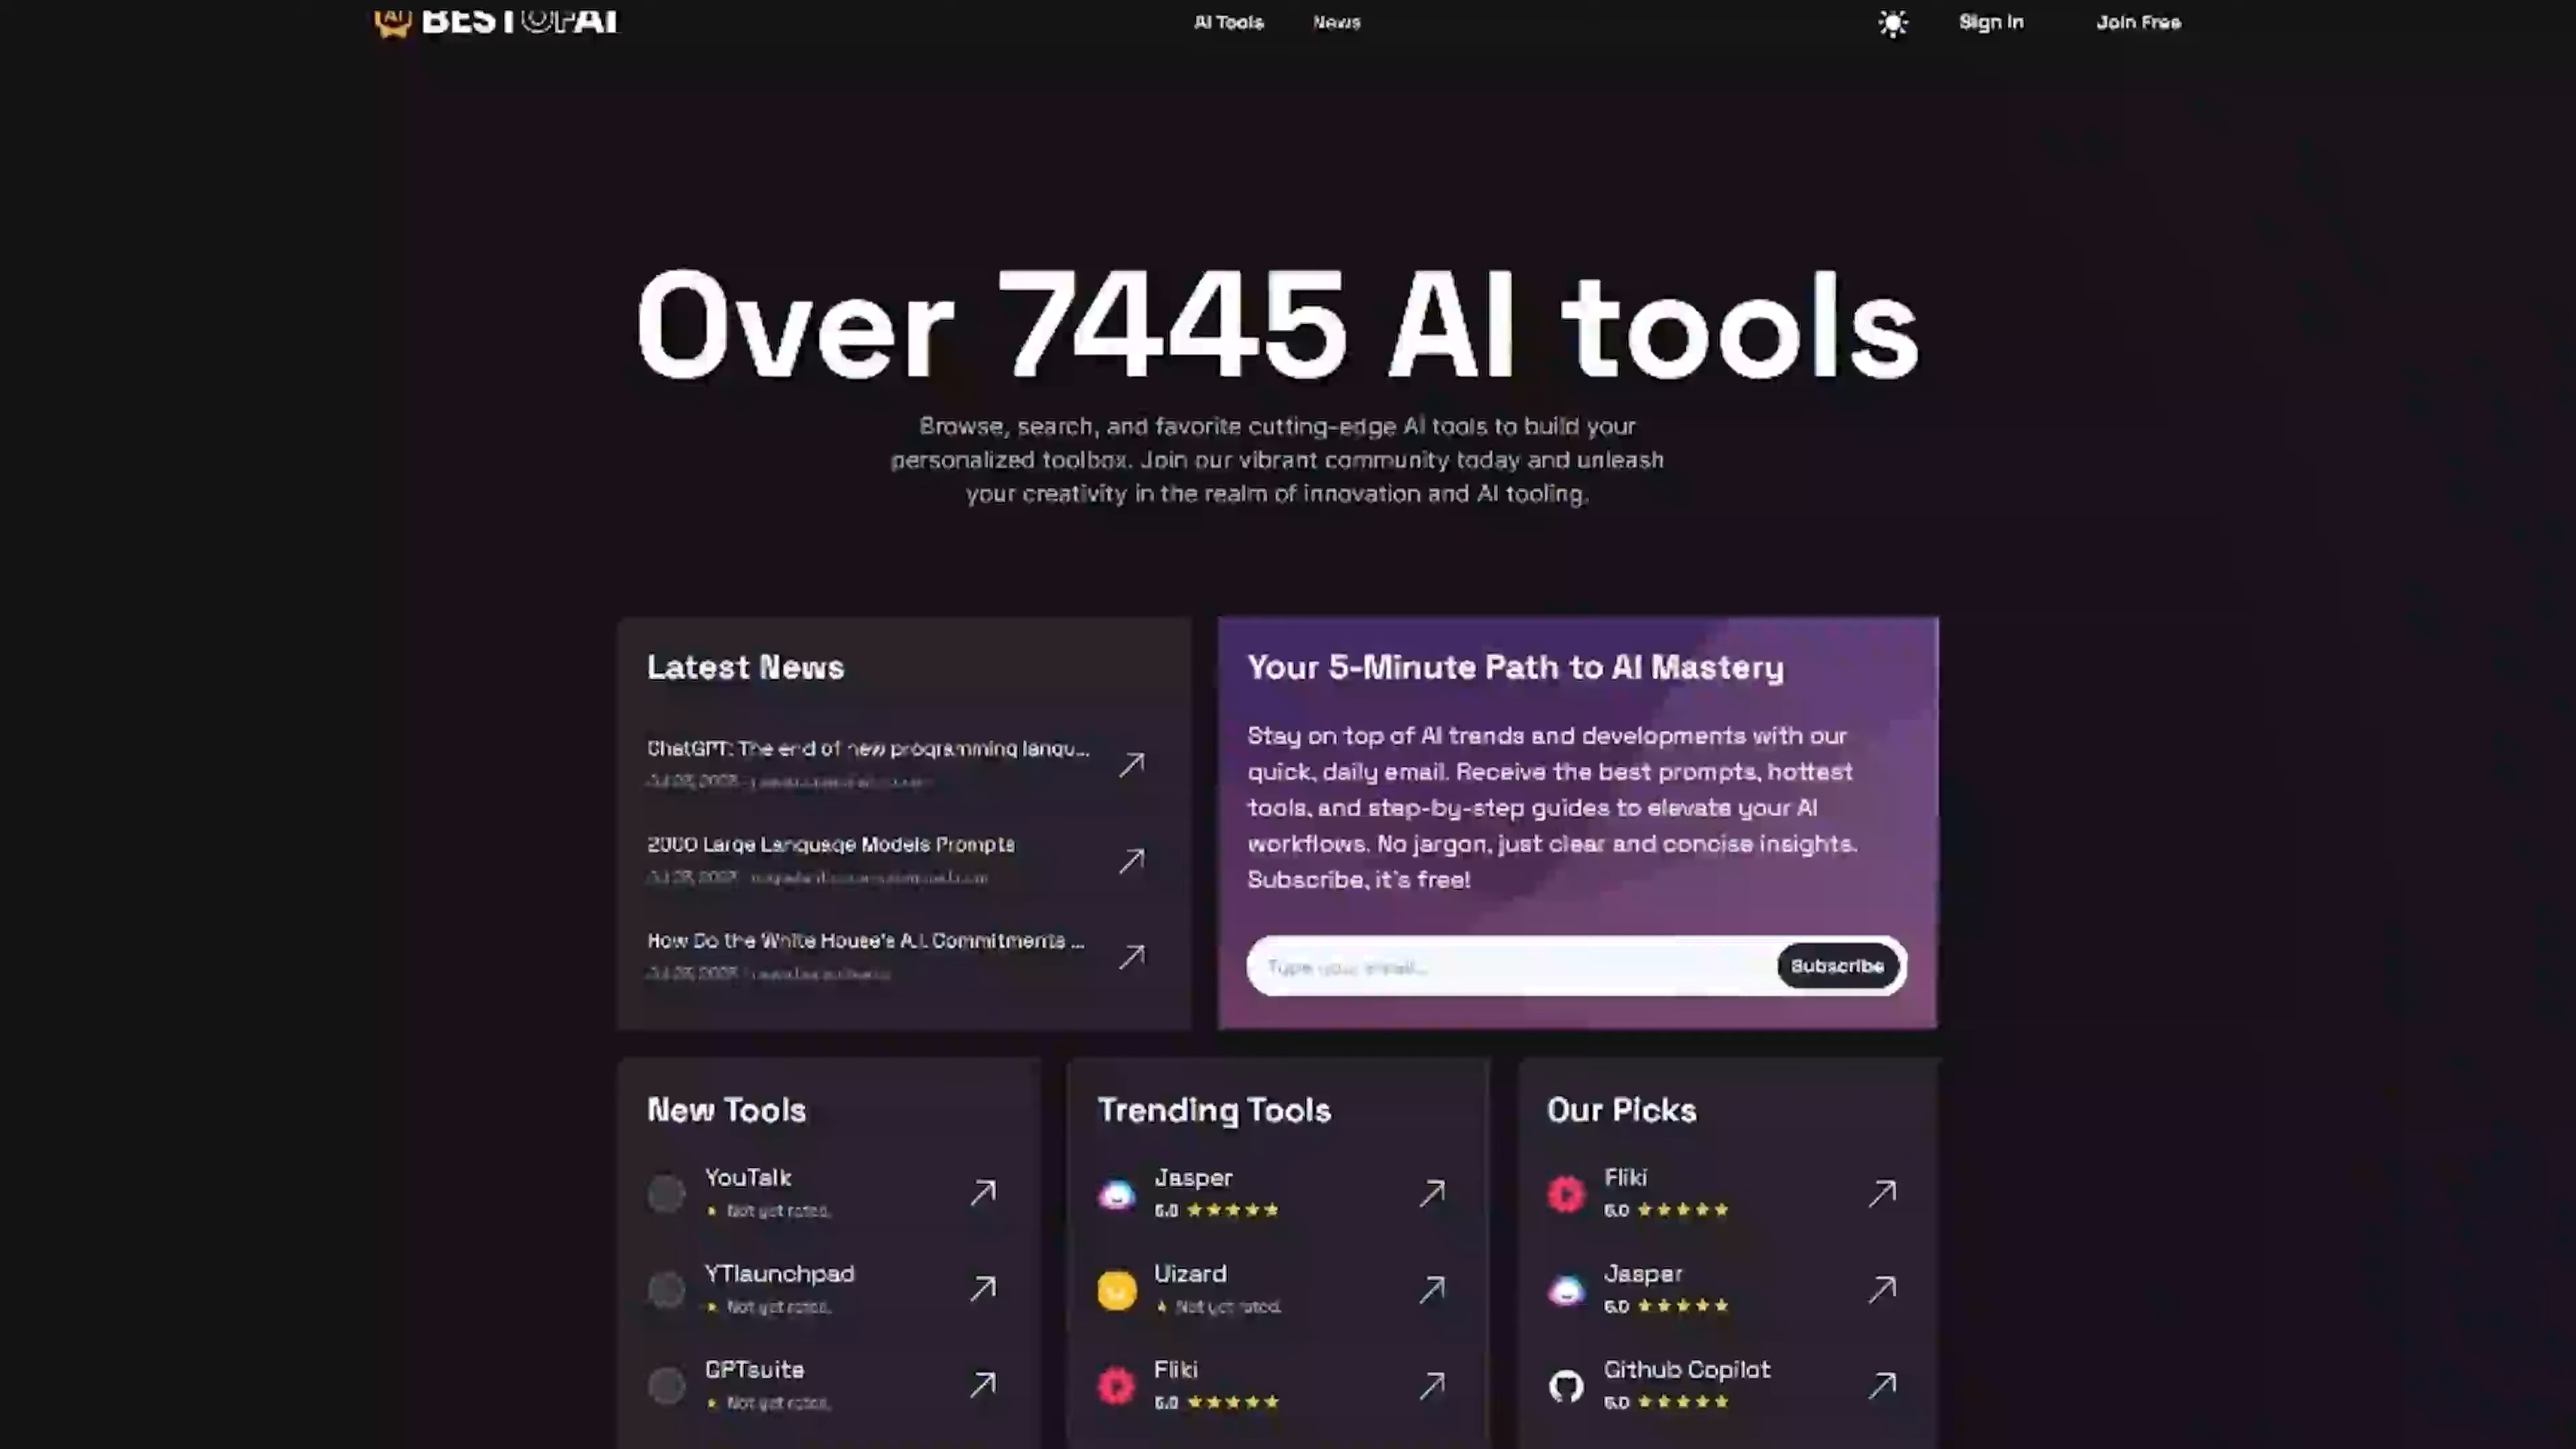 BESTOFAI
AI Tools
News
Sign In
Join Free
Over 7445 AI tools
Browse, search, and favorite cutting-edge AI tools to build your
personalized toolbox. Join our vibrant community today and unleash
your creativity in the realm of innovation and AI tooling.
Latest News
ChatGPT: The end of new programming langu...
2000 Large Language Models Prompts
How Do the White House's A.I. Commitments ...
Your 5-Minute Path to AI Mastery
Stay on top of AI trends and developments with our
quick, daily email. Receive the best prompts, hottest
tools, and step-by-step guides to elevate your AI
workflows. No jargon, just clear and concise insights.
Subscribe, it's free!
Type your email...
Subscribe
New Tools
YouTalk
Not yet rated.
YTlaunchpad
Not yet rated.
GPTsuite
Not yet rated.
Trending Tools
Jasper
5.0
Uizard
Not yet rated.
Fliki
5.0
Our Picks
Fliki
5.0
Jasper
5.0
Github Copilot
5.0